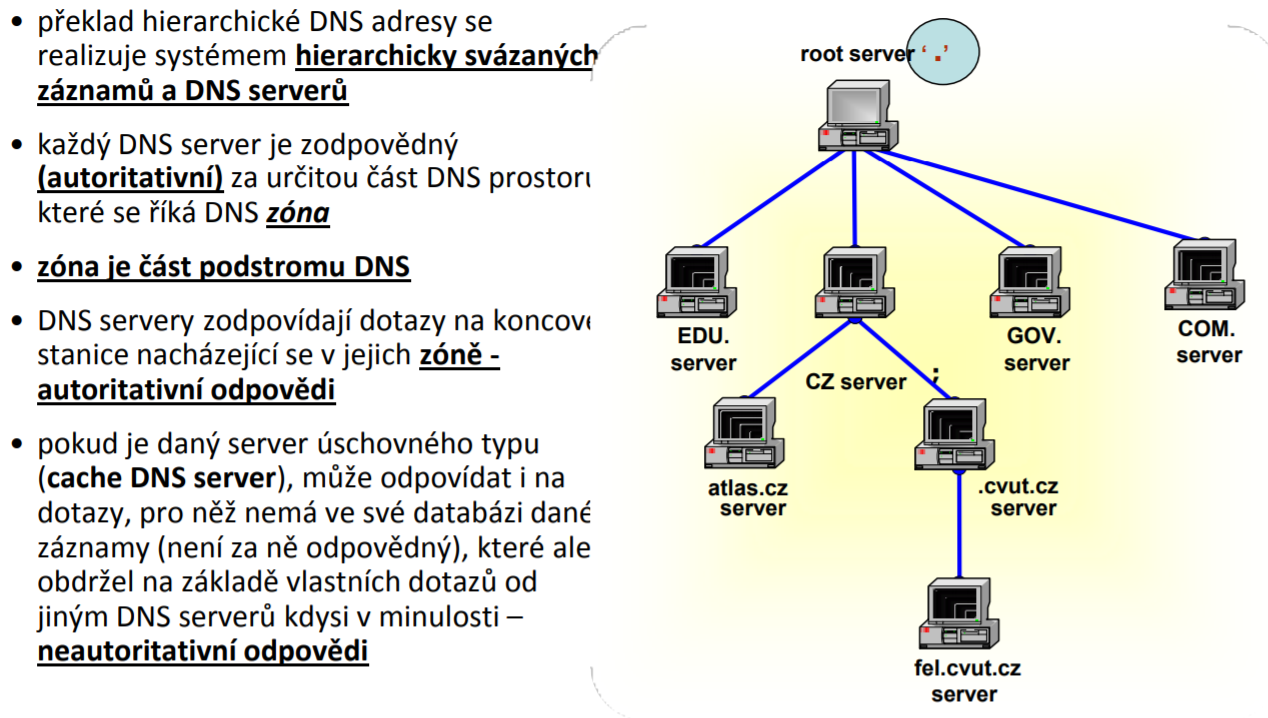 • překlad hierarchické DNS adresy se
realizuje systémem hierarchicky svázaných
záznamů a DNS serverů
• každý DNS server je zodpovědný
(autoritativní) za určitou část DNS prostoru
které se říká DNS zóna
• zóna je část podstromu DNS
• DNS servery zodpovídají dotazy na koncové
stanice nacházející se v jejich zóně -
autoritativní odpovědi
• pokud je daný server úschovného typu
(cache DNS server), může odpovídat i na
dotazy, pro něž nemá ve své databázi dané
záznamy (není za ně odpovědný), které ale
obdržel na základě vlastních dotazů od
jiným DNS serverů kdysi v minulosti –
neautoritativní odpovědi
root server ‘.’
EDU.
server
GOV.
server
COM.
server
CZ server ;
atlas.cz
server
.cvut.cz
server
fel.cvut.cz
server